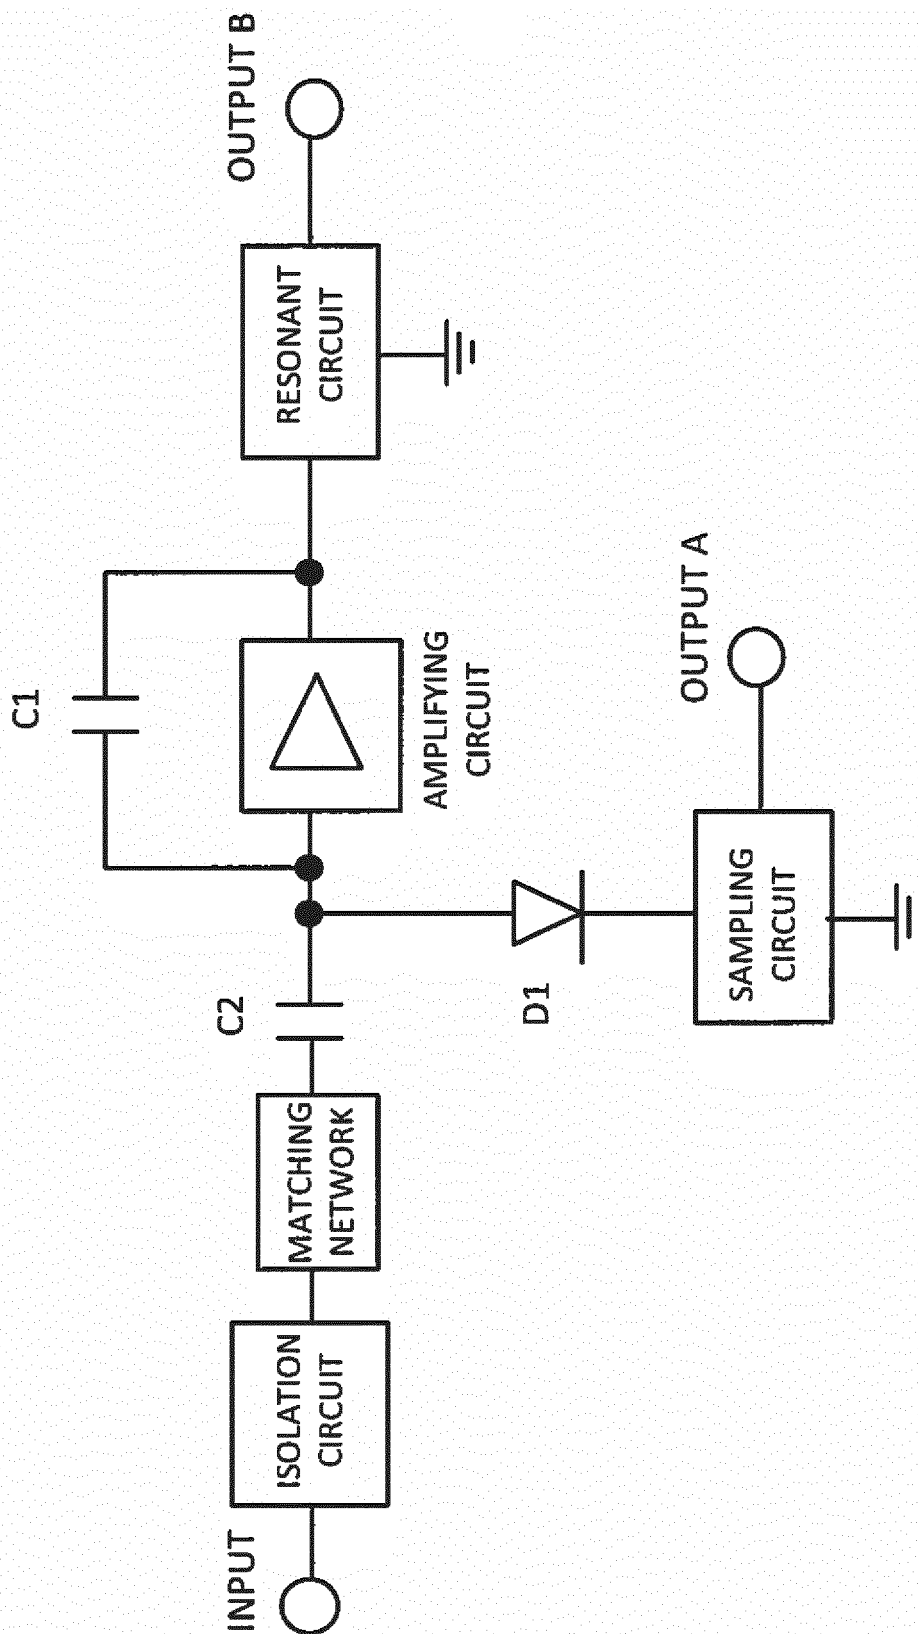 INPUT
ISOLATION
CIRCUIT
MATCHING
NETWORK
C2
C1
D1
AMPLIFYING
CIRCUIT
SAMPLING
CIRCUIT
OUTPUT A
RESONANT
CIRCUIT
OUTPUT B